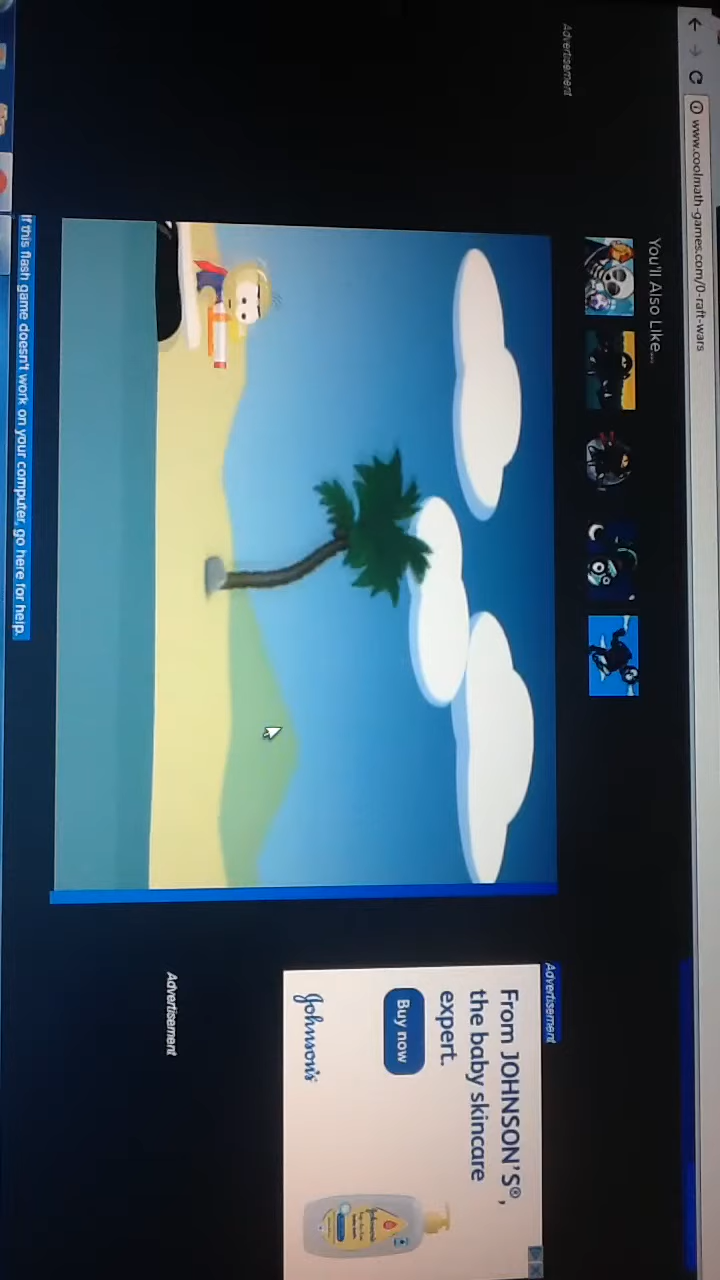 www.coolmath-games.com/0-raft-wars
Advertisement
You'll Also Like...
If this flash game doesn't work on your computer, go here for help.
Advertisement
From JOHNSON'S®,
the baby skincare
expert.
Buy now
Johnson's
Advertisement